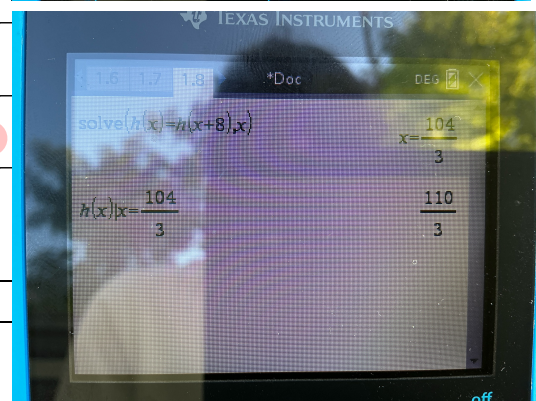 TEXAS INSTRUMENTS
1.6 1.7 1.8 *Doc DEG
solve(h(x)=h(x+8),x) x=104/3
h(x)|x=104/3 110/3
off